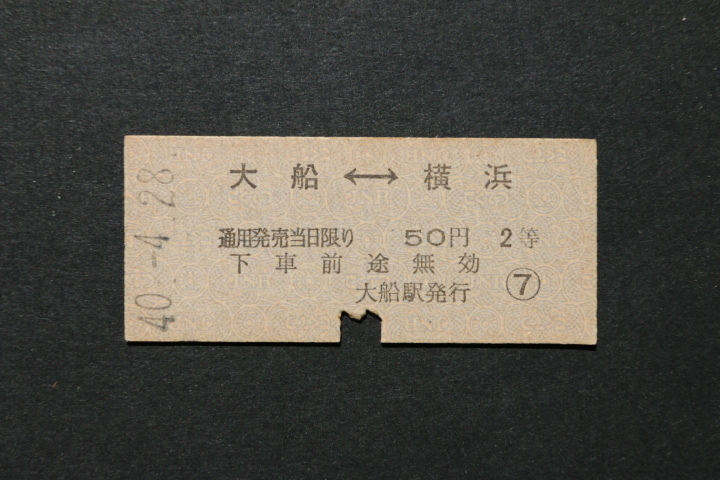 大船 ↔ 横浜
通用発売当日限り 50円 2等
下車前途無効
大船駅発行 ⑦
40.-4.28.